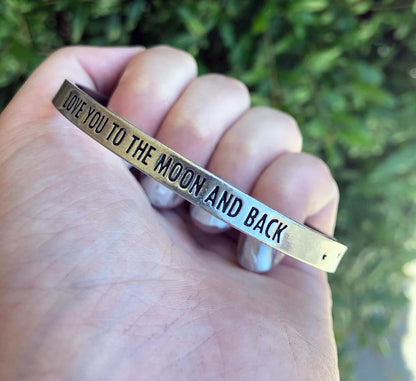 LOVE YOU TO THE MOON AND BACK